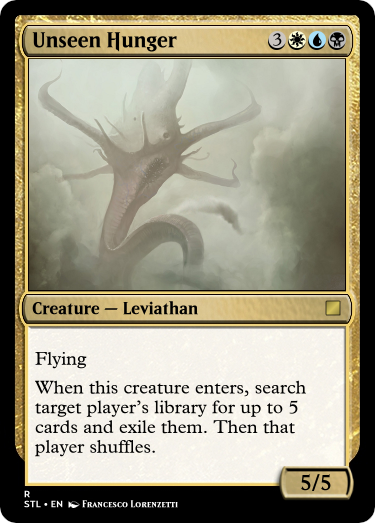 Unseen Hunger 3
Creature — Leviathan
Flying
When this creature enters, search
target player's library for up to 5
cards and exile them. Then that
player shuffles.
5/5
R
STL • EN Francesco Lorenzetti